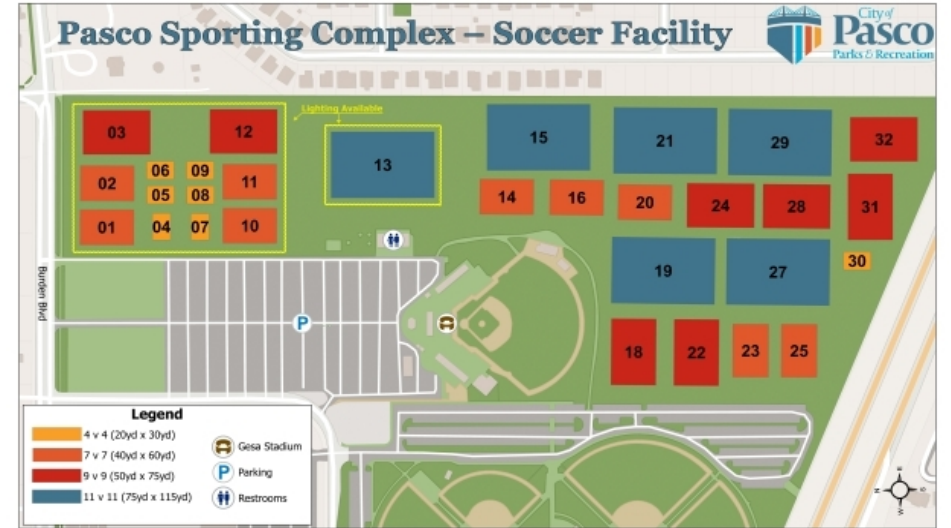 Pasco Sporting Complex – Soccer Facility
City of
Pasco
Parks & Recreation
Lighting Available
03
12
15
21
29
32
13
06
09
02
11
05
08
14
16
20
24
28
31
01
04
07
10
19
27
30
Burden Blvd
P
18
22
23
25
Legend
4 v 4 (20yd x 30yd)
7 v 7 (40yd x 60yd)
9 v 9 (50yd x 75yd)
11 v 11 (75yd x 115yd)
Gesa Stadium
P Parking
Restrooms